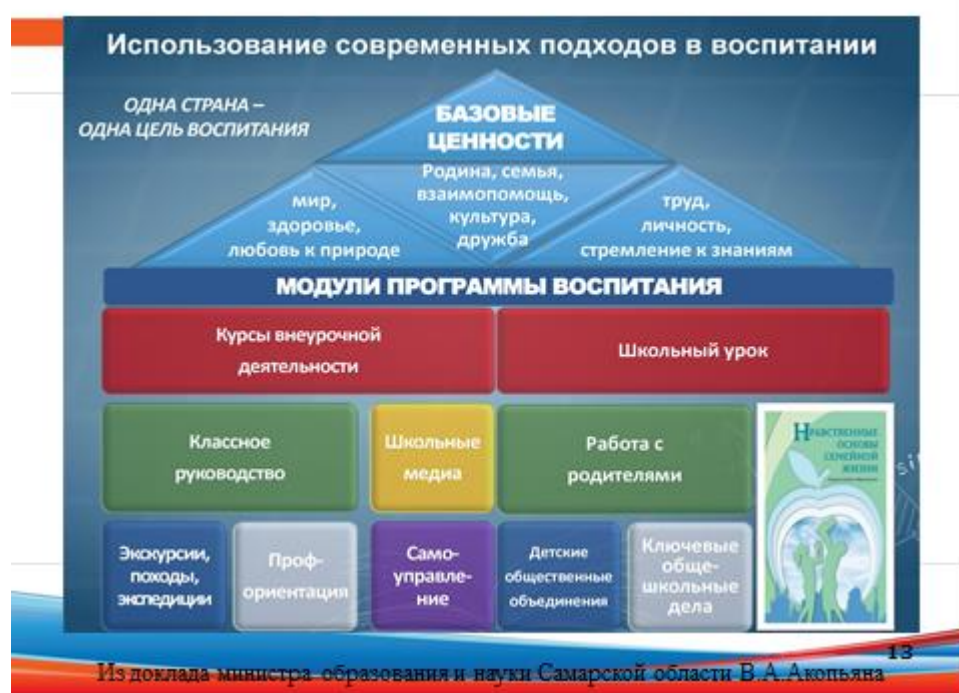 Использование современных подходов в воспитании
ОДНА СТРАНА –
ОДНА ЦЕЛЬ ВОСПИТАНИЯ
БАЗОВЫЕ
ЦЕННОСТИ
мир,
здоровье,
любовь к природе
Родина, семья,
взаимопомощь,
культура,
дружба
труд,
личность,
стремление к знаниям
МОДУЛИ ПРОГРАММЫ ВОСПИТАНИЯ
Курсы внеурочной
деятельности
Школьный урок
Классное
руководство
Школьные
медиа
Работа с
родителями
Нравственные
основы
семейной
жизни
Экскурсии,
походы,
экспедиции
Проф-
ориентация
Само-
управле-
ние
Детские
общественные
объединения
Ключевые
обще-
школьные
дела
13
Из доклада министра образования и науки Самарской области В.А.Акопьяна